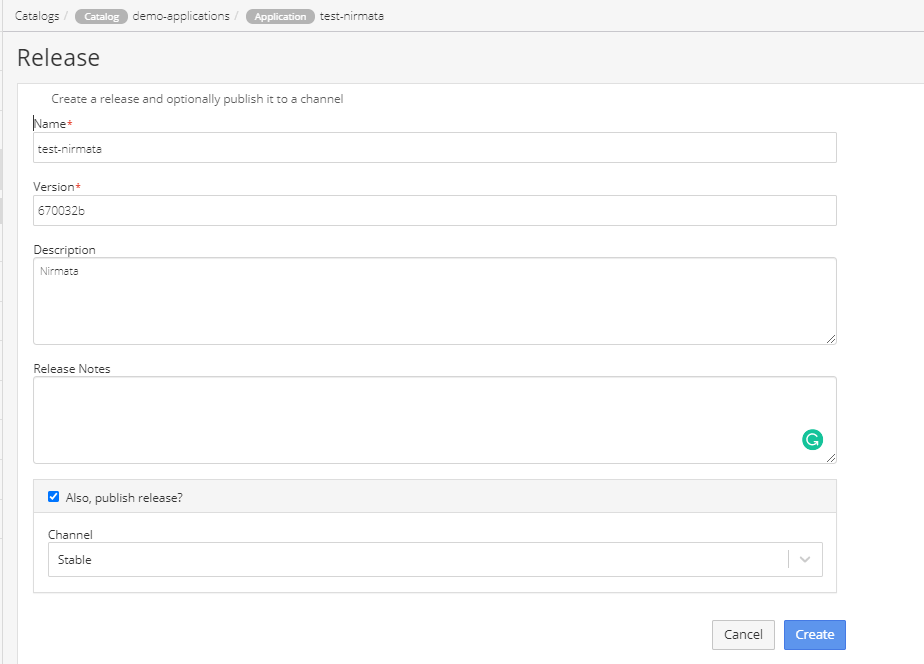 Catalogs / Catalog demo-applications / Application test-nirmata
Release
Create a release and optionally publish it to a channel
Name*
test-nirmata
Version*
670032b
Description
Nirmata
Release Notes
Also, publish release?
Channel
Stable
Cancel Create